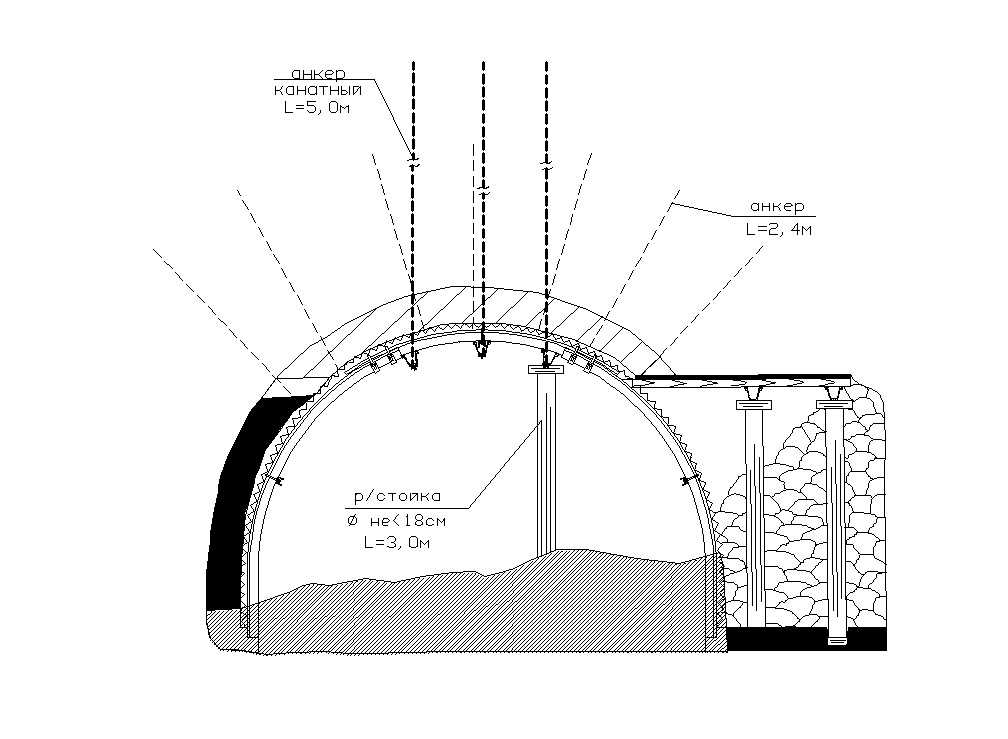 анкер
канатный
L=5,0м
анкер
L=2,4м
р/стойка
Ø не<18см
L=3,0м